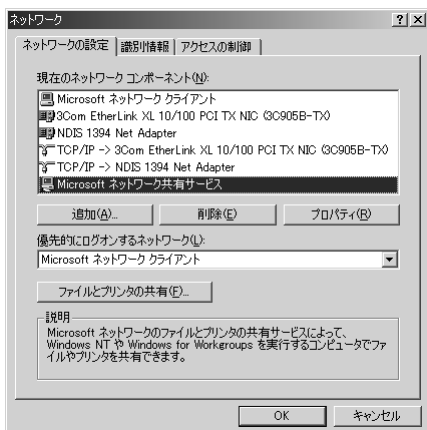 ネットワーク
ネットワークの設定 識別情報 アクセスの制御
現在のネットワーク コンポーネント(N):
Microsoft ネットワーク クライアント
3Com EtherLink XL 10/100 PCI TX NIC (3C905B-TX)
NDIS 1394 Net Adapter
TCP/IP -> 3Com EtherLink XL 10/100 PCI TX NIC (3C905B-TX)
TCP/IP -> NDIS 1394 Net Adapter
Microsoft ネットワーク共有サービス
追加(A)... 削除(E) プロパティ(R)
優先的にログオンするネットワーク(L):
Microsoft ネットワーク クライアント
ファイルとプリンタの共有(F)...
説明
Microsoft ネットワークのファイルとプリンタの共有サービスによって、
Windows NT や Windows for Workgroups を実行するコンピュータでファ
イルやプリンタを共有できます。
OK キャンセル